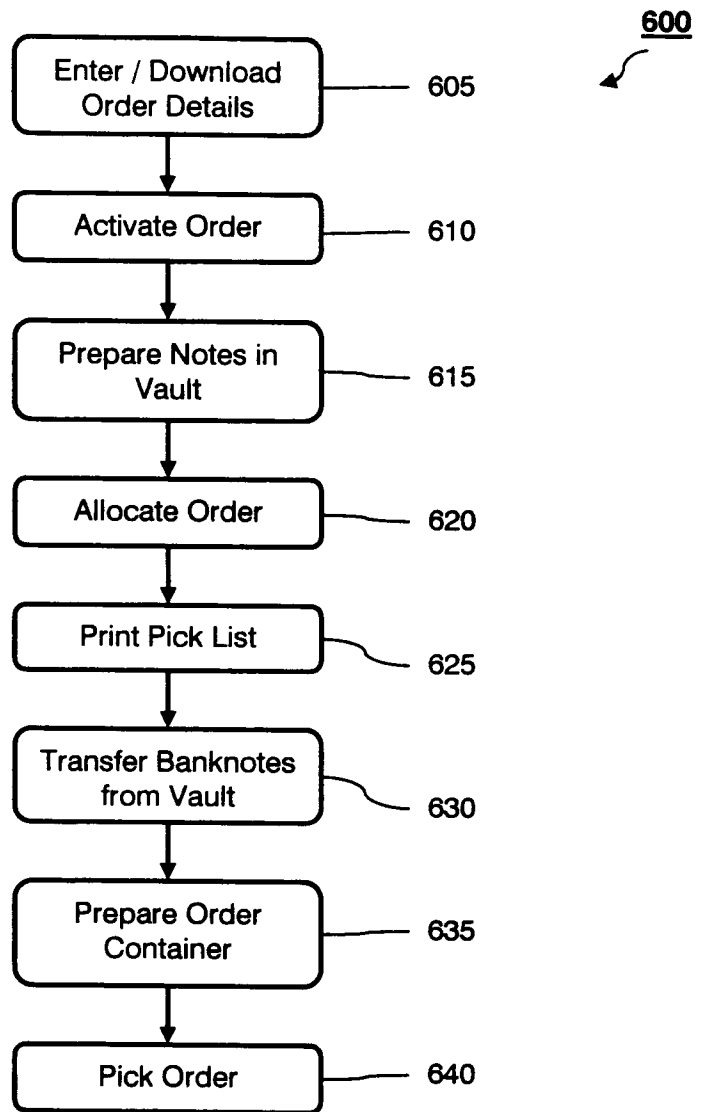 600
Enter / Download
Order Details
605
Activate Order
610
Prepare Notes in
Vault
615
Allocate Order
620
Print Pick List
625
Transfer Banknotes
from Vault
630
Prepare Order
Container
635
Pick Order
640